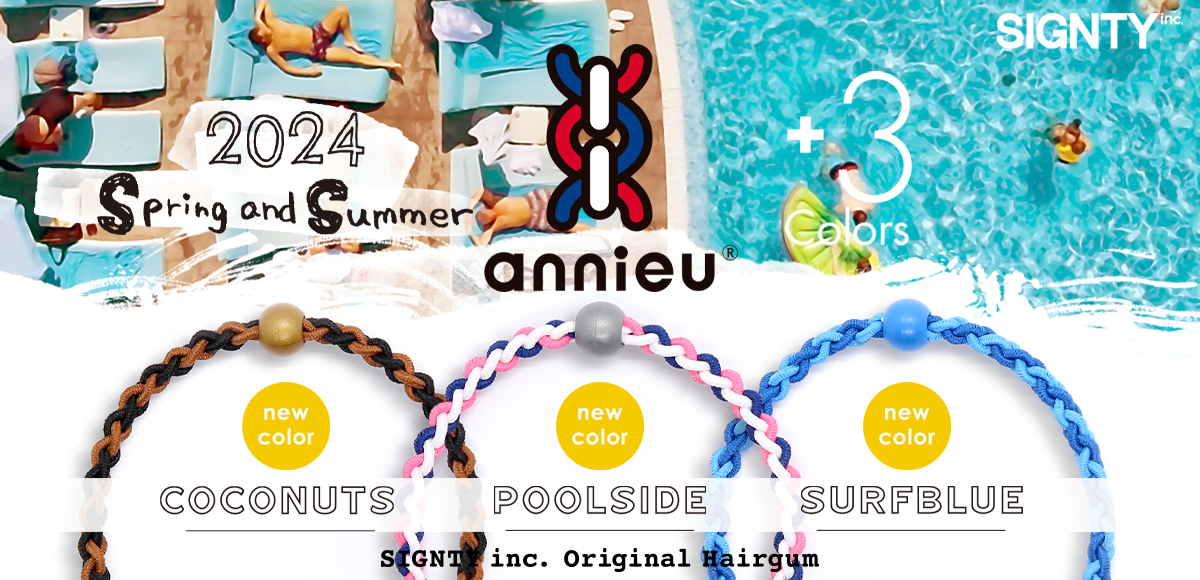 SIGNTY inc.
2024
Spring and Summer
annieu®
+3
Colors
new
color
new
color
new
color
COCONUTS
POOLSIDE
SURFBLUE
SIGNTY inc. Original Hairgum